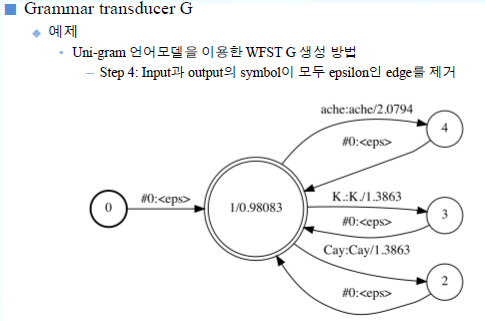 Grammar transducer G
예제
Uni-gram 언어모델을 이용한 WFST G 생성 방법
– Step 4: Input과 output의 symbol이 모두 epsilon인 edge를 제거
ache:ache/2.0794
4
#0:<eps>
K.:K./1.3863
#0:<eps>
0
1/0.98083
3
#0:<eps>
Cay:Cay/1.3863
2
#0:<eps>